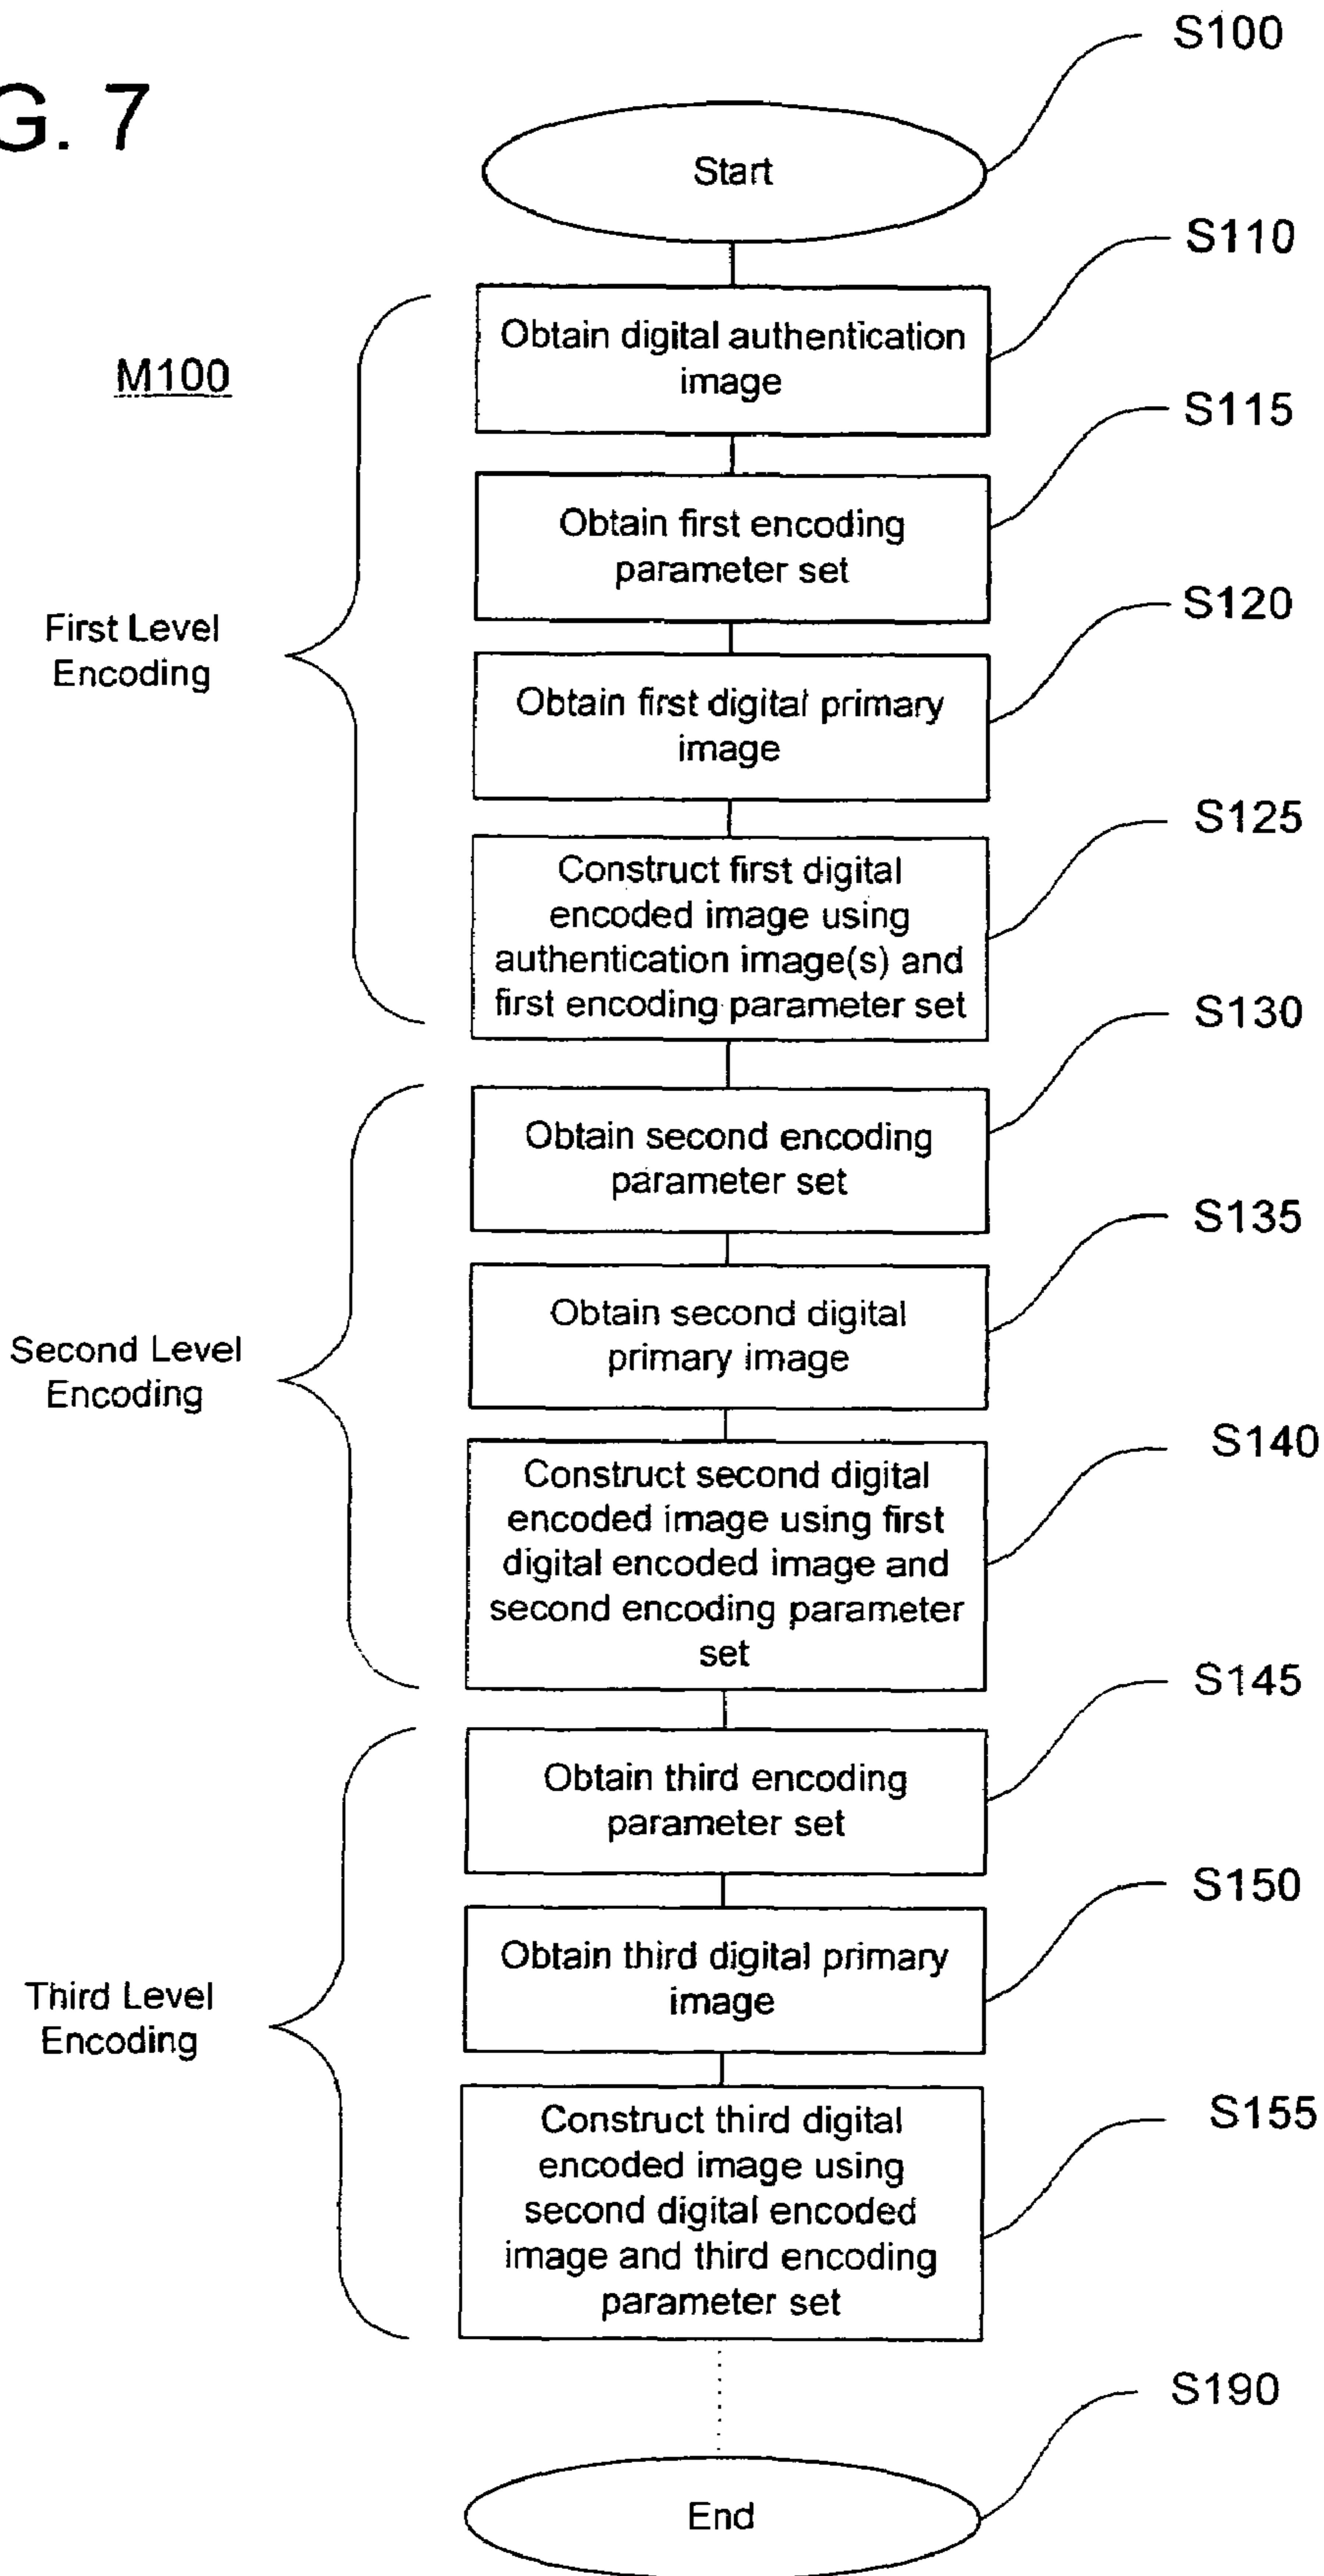 G. 7
S100
Start
S110
Obtain digital authentication
image
M100
S115
Obtain first encoding
parameter set
S120
First Level
Encoding
Obtain first digital primary
image
S125
Construct first digital
encoded image using
authentication image(s) and
first encoding parameter set
S130
Obtain second encoding
parameter set
S135
Obtain second digital
primary image
Second Level
Encoding
S140
Construct second digital
encoded image using first
digital encoded image and
second encoding parameter
set
S145
Obtain third encoding
parameter set
S150
Obtain third digital primary
image
Third Level
Encoding
S155
Construct third digital
encoded image using
second digital encoded
image and third encoding
parameter set
S190
End